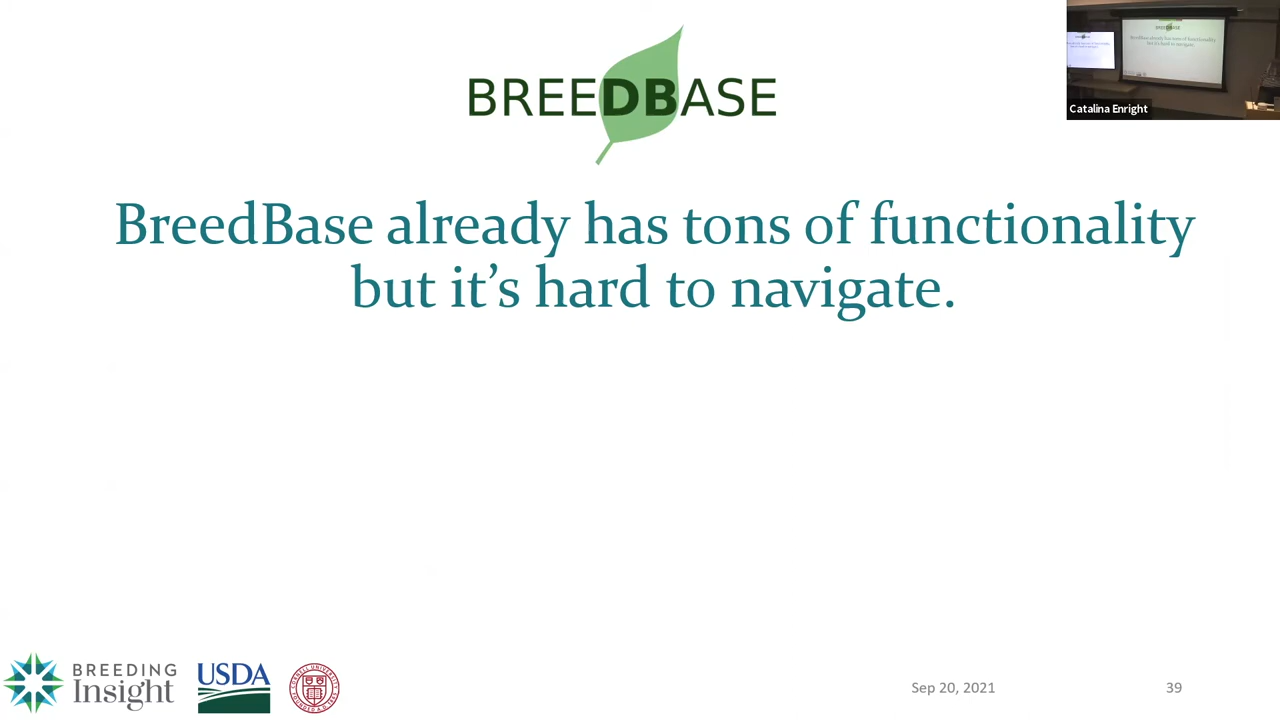 BREEDBASE
Catalina Enright
BreedBase already has tons of functionality
but it’s hard to navigate.
BREEDING
Insight
USDA
Sep 20, 2021
39